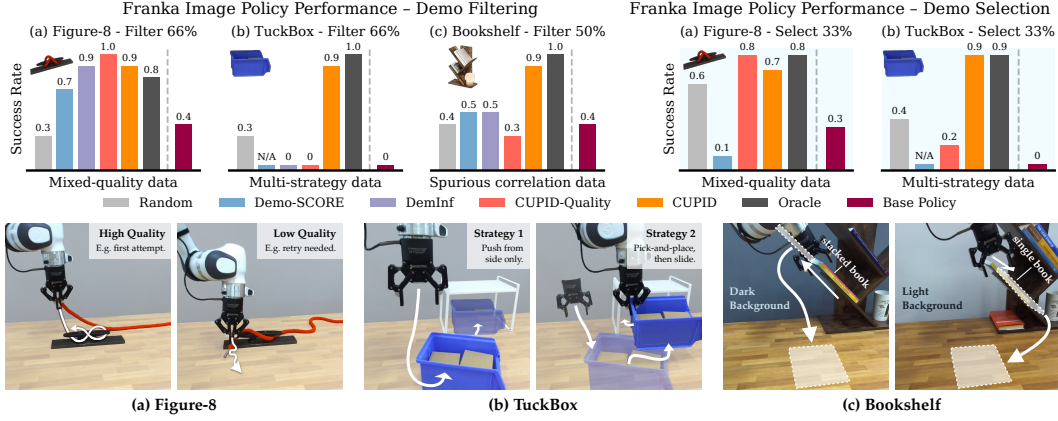 Franka Image Policy Performance – Demo Filtering
Franka Image Policy Performance – Demo Selection
(a) Figure-8 - Filter 66%
(b) TuckBox - Filter 66%
(c) Bookshelf - Filter 50%
(a) Figure-8 - Select 33%
(b) TuckBox - Select 33%
Success Rate
0.3
0.7
0.9
1.0
0.9
0.8
0.4
Mixed-quality data
0.3
N/A
0
0
0.9
1.0
0
Multi-strategy data
0.4
0.5
0.5
0.3
0.9
1.0
0.4
Spurious correlation data
Success Rate
0.6
0.1
0.8
0.7
0.8
0.3
Mixed-quality data
0.4
N/A
0.2
0.9
0.9
0
Multi-strategy data
Random
Demo-SCORE
DemInf
CUPID-Quality
CUPID
Oracle
Base Policy
High Quality
E.g. first attempt.
Low Quality
E.g. retry needed.
Strategy 1
Push from
side only.
Strategy 2
Pick-and-place,
then slide.
stacked book
Dark
Background
single book
Light
Background
(a) Figure-8
(b) TuckBox
(c) Bookshelf